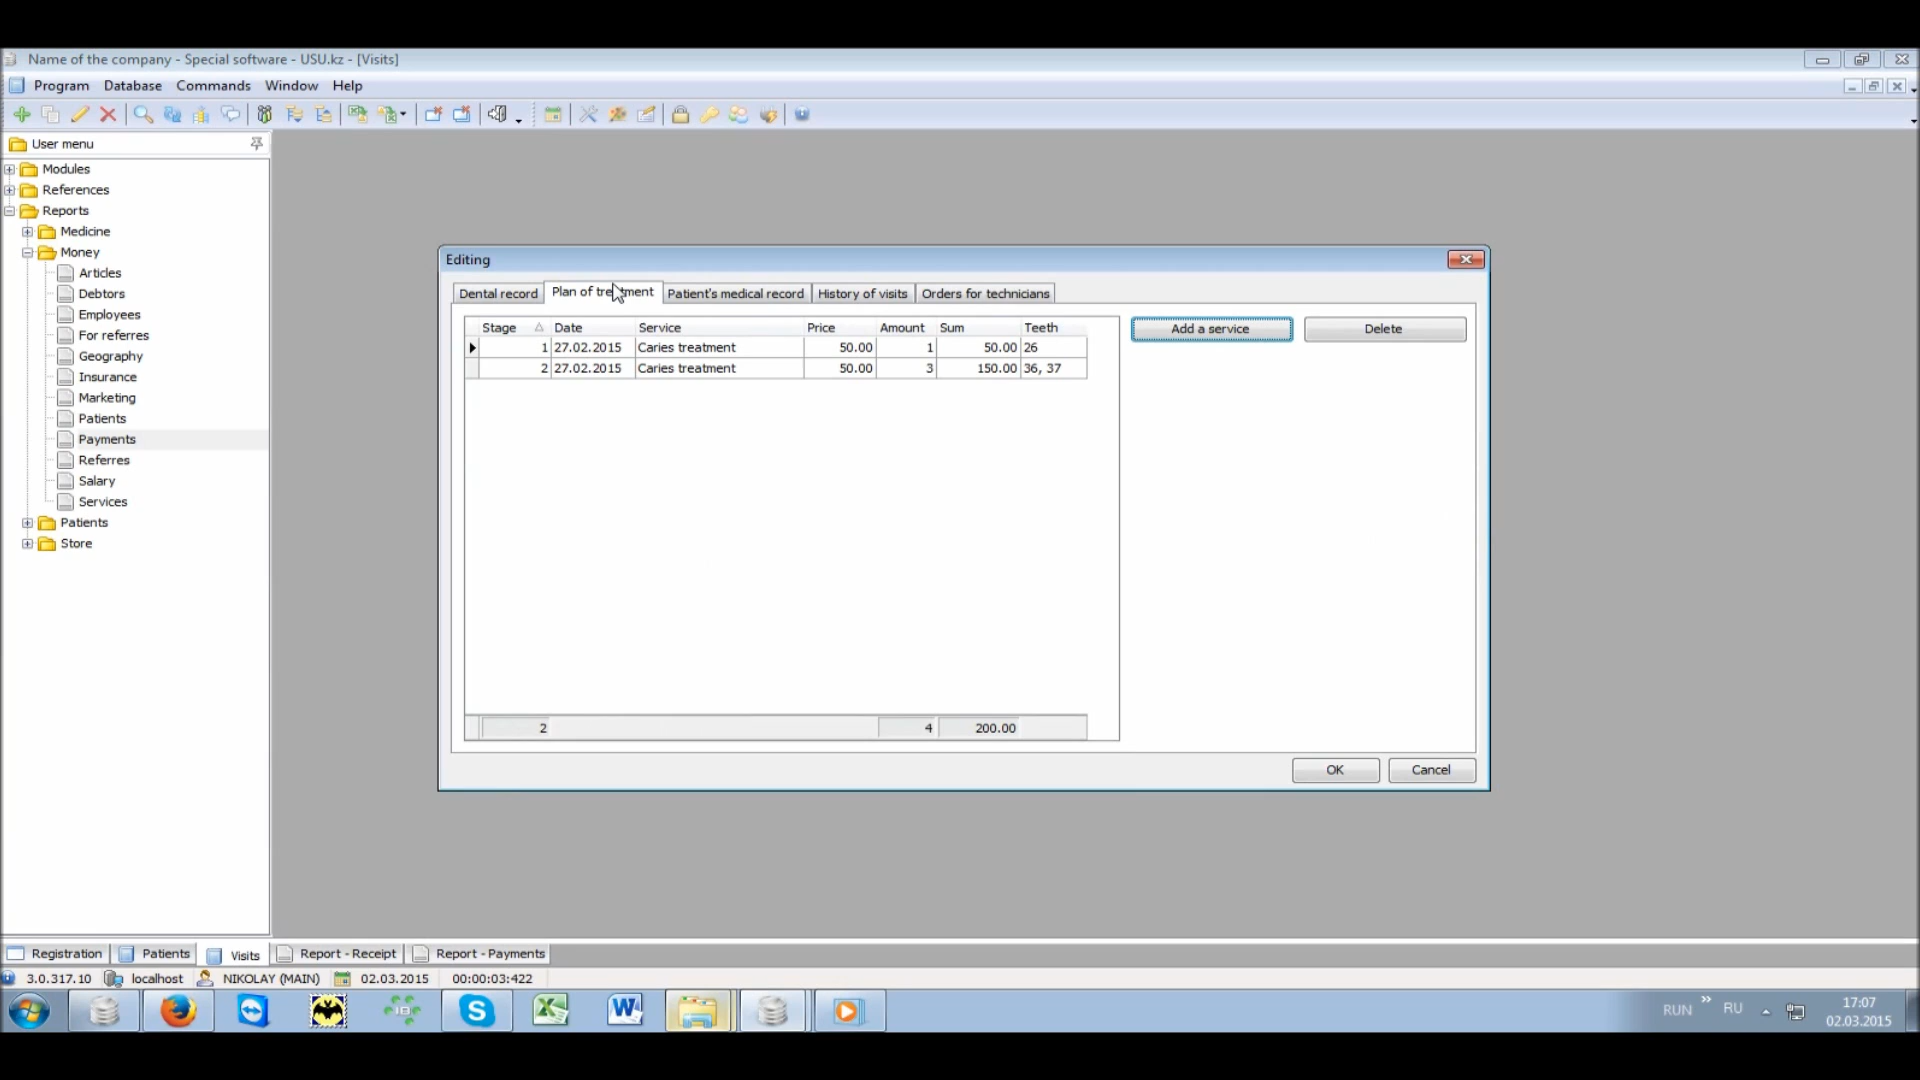 Name of the company - Special software - USU.kz - [Visits]
Program Database Commands Window Help
User menu
Modules
References
Reports
Medicine
Money
Articles
Debtors
Employees
For referres
Geography
Insurance
Marketing
Patients
Payments
Referres
Salary
Services
Patients
Store
Editing
Dental record Plan of treatment Patient's medical record History of visits Orders for technicians
Stage Date Service Price Amount Sum Teeth
1 27.02.2015 Caries treatment 50.00 1 50.00 26
2 27.02.2015 Caries treatment 50.00 3 150.00 36, 37
2 4 200.00
Add a service Delete
OK Cancel
Registration Patients Visits Report - Receipt Report - Payments
3.0.317.10 localhost NIKOLAY (MAIN) 02.03.2015 00:00:03:422
RUN » RU 17:07
02.03.2015